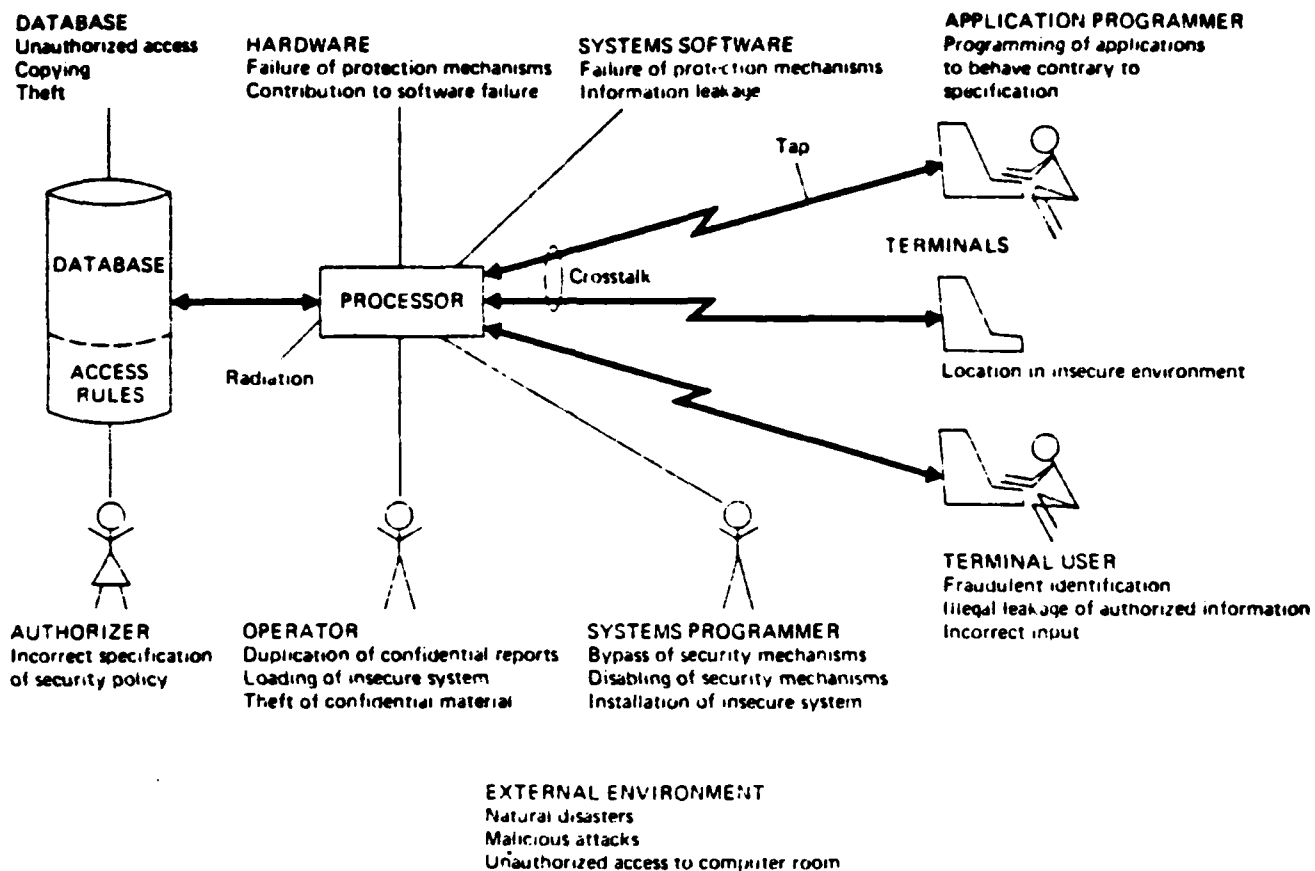 DATABASE
Unauthorized access
Copying
Theft
HARDWARE
Failure of protection mechanisms
Contribution to software failure
SYSTEMS SOFTWARE
Failure of protection mechanisms
Information leakage
APPLICATION PROGRAMMER
Programming of applications
to behave contrary to
specification
Tap
TERMINALS
Crosstalk
DATABASE
PROCESSOR
ACCESS
RULES
Radiation
Location in insecure environment
AUTHORIZER
Incorrect specification
of security policy
OPERATOR
Duplication of confidential reports
Loading of insecure system
Theft of confidential material
SYSTEMS PROGRAMMER
Bypass of security mechanisms
Disabling of security mechanisms
Installation of insecure system
TERMINAL USER
Fraudulent identification
Illegal leakage of authorized information
Incorrect input
EXTERNAL ENVIRONMENT
Natural disasters
Malicious attacks
Unauthorized access to computer room